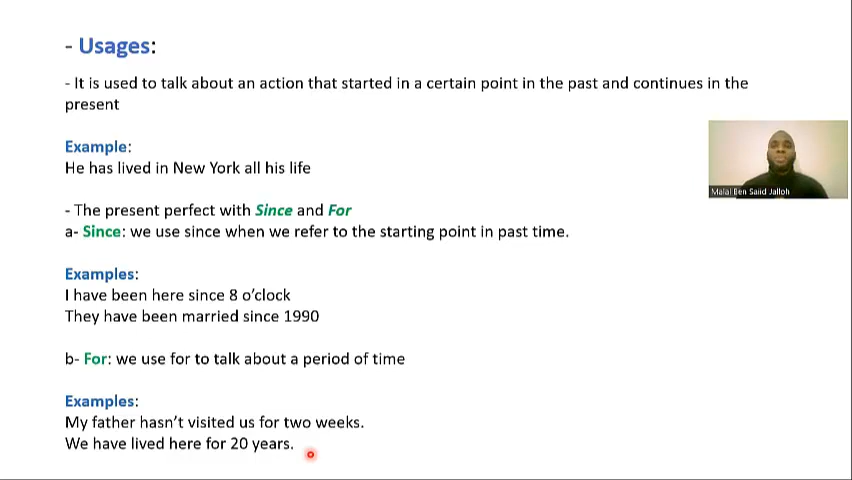 - Usages:
- It is used to talk about an action that started in a certain point in the past and continues in the
present
Example:
He has lived in New York all his life
- The present perfect with Since and For
a- Since: we use since when we refer to the starting point in past time.
Examples:
I have been here since 8 o’clock
They have been married since 1990
b- For: we use for to talk about a period of time
Examples:
My father hasn’t visited us for two weeks.
We have lived here for 20 years.
Malai Ben Saiid Jalloh